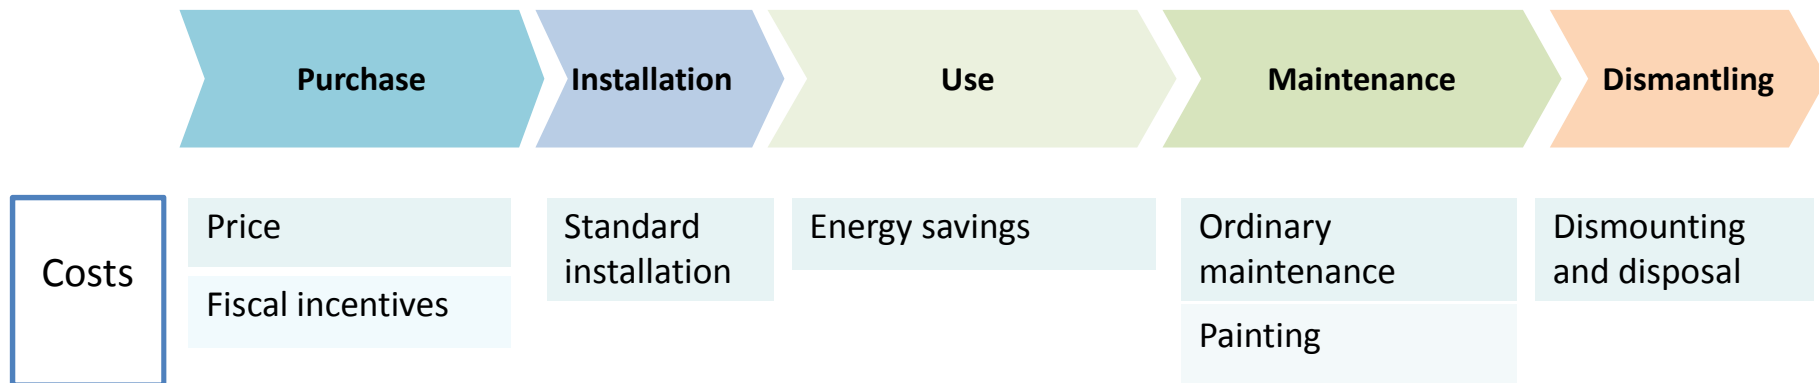 Purchase
Installation
Use
Maintenance
Dismantling
Costs
Price
Fiscal incentives
Standard
installation
Energy savings
Ordinary
maintenance
Painting
Dismounting
and disposal